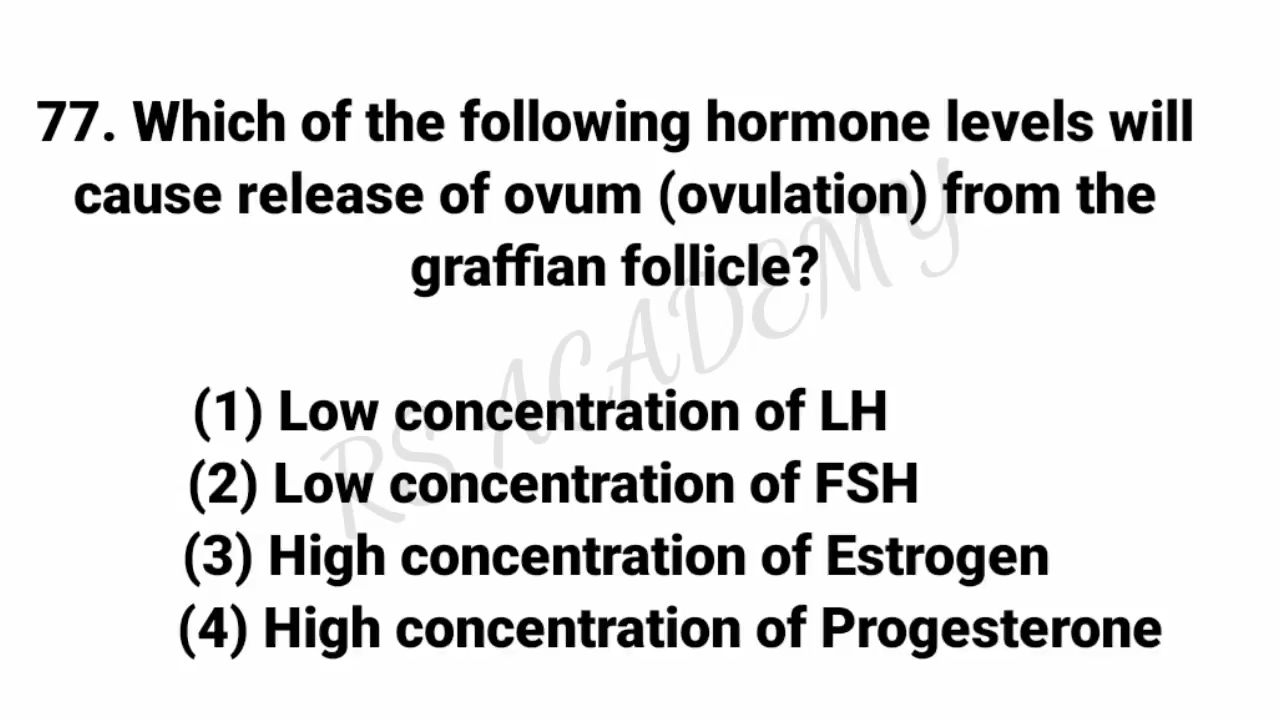 77. Which of the following hormone levels will
cause release of ovum (ovulation) from the
graffian follicle?
(1) Low concentration of LH
(2) Low concentration of FSH
(3) High concentration of Estrogen
(4) High concentration of Progesterone
RS ACADEMY